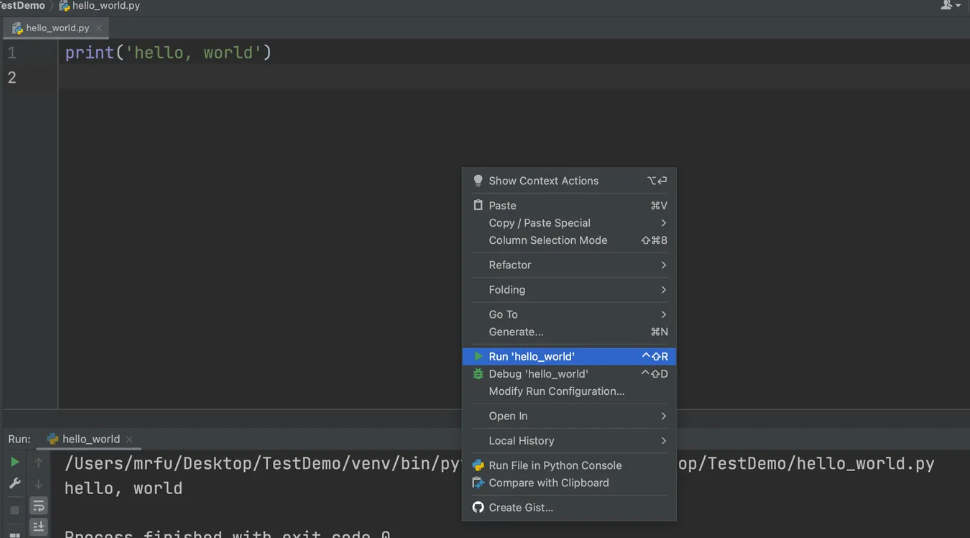 TestDemo hello_world.py
hello_world.py
1 print('hello, world')
2
Show Context Actions ⌥⏎
Paste ⌘V
Copy / Paste Special
Column Selection Mode ⇧⌘8
Refactor
Folding
Go To
Generate... ⌘N
Run 'hello_world' ^⇧R
Debug 'hello_world' ^⇧D
Modify Run Configuration...
Open In
Local History
Run File in Python Console
Compare with Clipboard
Create Gist...
Run: hello_world
/Users/mrfu/Desktop/TestDemo/venv/bin/py op/TestDemo/hello_world.py
hello, world
Process finished with exit code 0